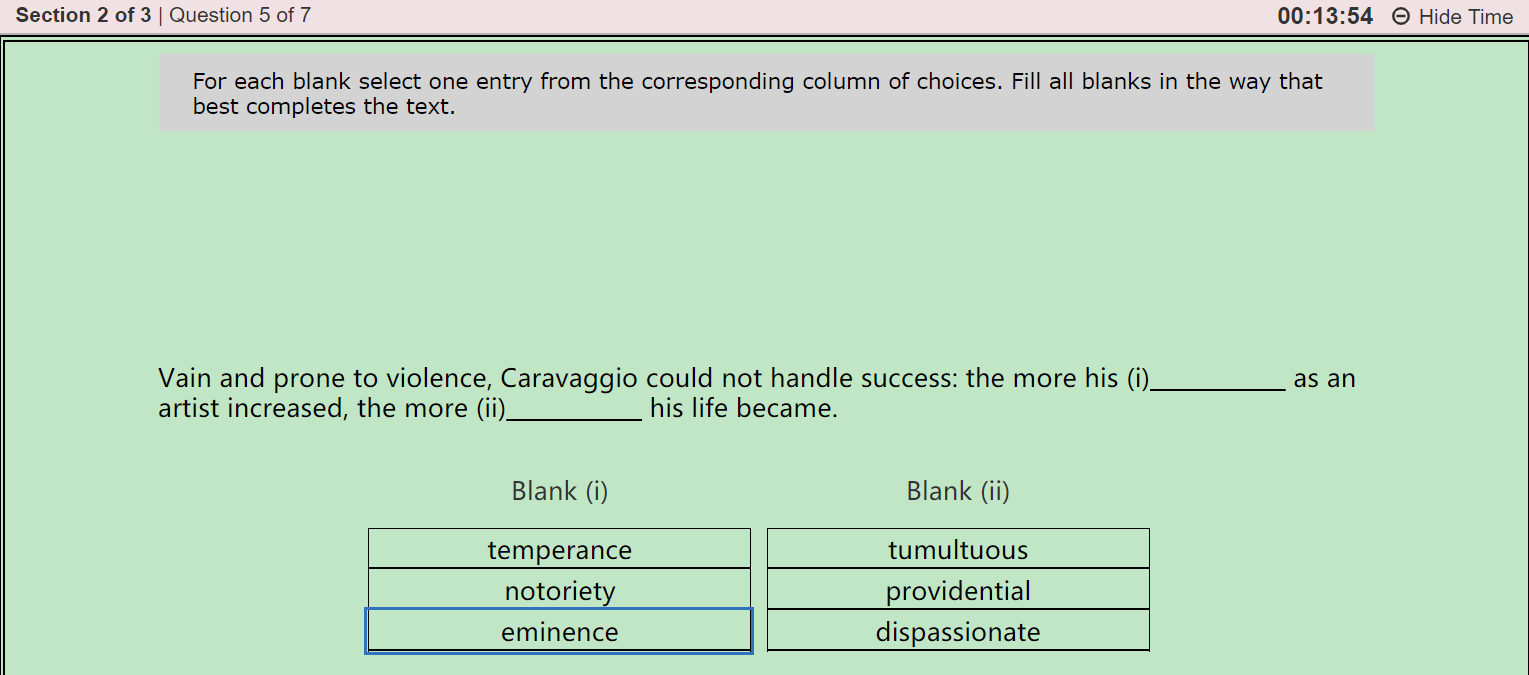 Section 2 of 3 | Question 5 of 7
00:13:54 Hide Time
For each blank select one entry from the corresponding column of choices. Fill all blanks in the way that
best completes the text.
Vain and prone to violence, Caravaggio could not handle success: the more his (i)__________ as an
artist increased, the more (ii)__________ his life became.
Blank (i)
Blank (ii)
temperance
tumultuous
notoriety
providential
eminence
dispassionate